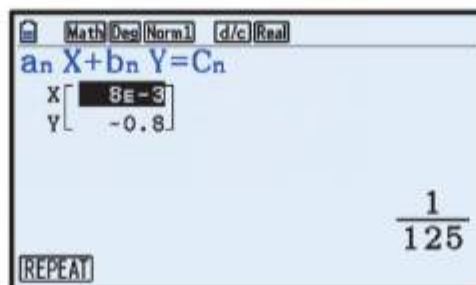 Math Deg Norm1 d/c Real
an X+bn Y=Cn
X 8E-3
Y -0.8
1
125
REPEAT